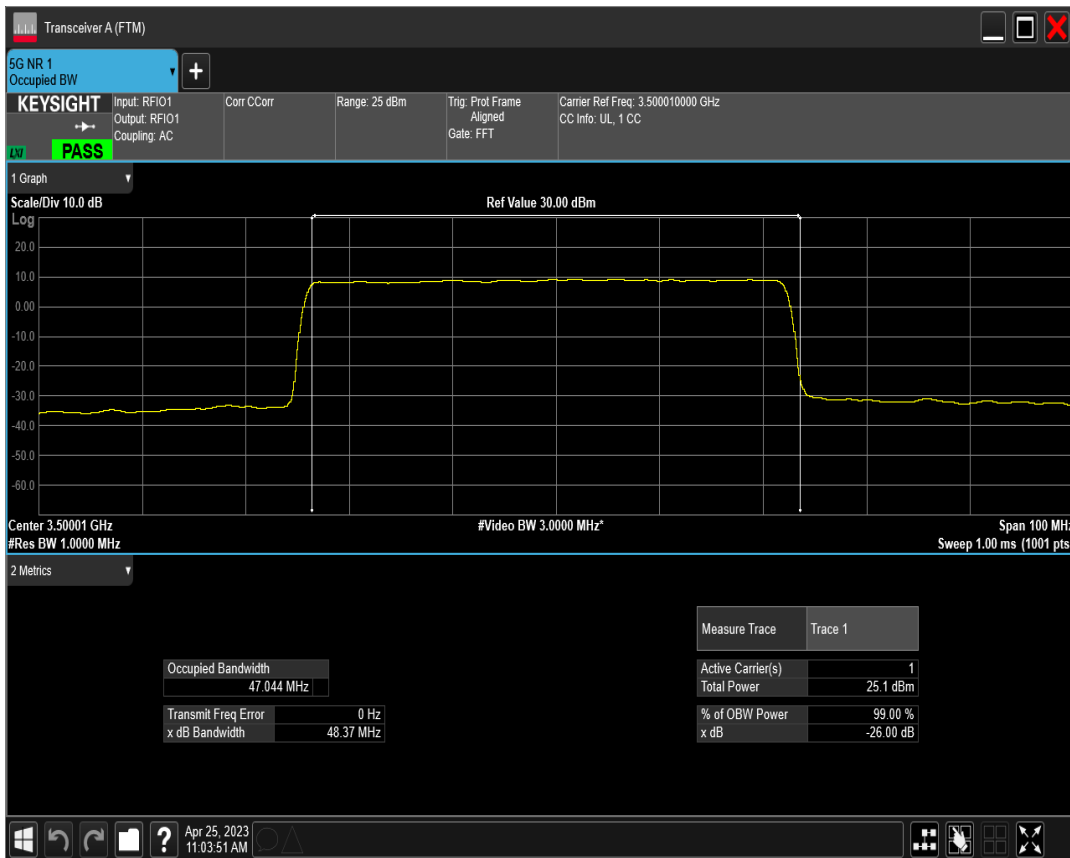 Transceiver A (FTM)
5G NR 1
Occupied BW
+
KEYSIGHT
LXI
PASS
Input: RFIO1
Output: RFIO1
Coupling: AC
Corr CCorr
Range: 25 dBm
Trig: Prot Frame
Aligned
Gate: FFT
Carrier Ref Freq: 3.500010000 GHz
CC Info: UL, 1 CC
1 Graph
Scale/Div 10.0 dB
Ref Value 30.00 dBm
Log
20.0
10.0
0.00
-10.0
-20.0
-30.0
-40.0
-50.0
-60.0
Center 3.50001 GHz
#Video BW 3.0000 MHz*
Span 100 MHz
#Res BW 1.0000 MHz
Sweep 1.00 ms (1001 pts
2 Metrics
Measure Trace Trace 1
Occupied Bandwidth
47.044 MHz
Active Carrier(s) 1
Total Power 25.1 dBm
Transmit Freq Error 0 Hz
x dB Bandwidth 48.37 MHz
% of OBW Power 99.00 %
x dB -26.00 dB
?
Apr 25, 2023
11:03:51 AM